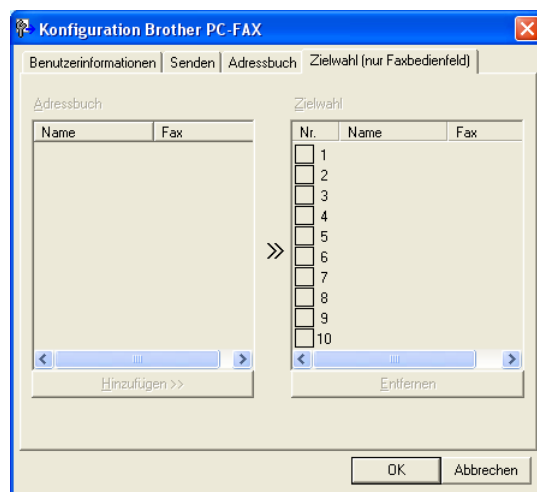 Konfiguration Brother PC-FAX
Benutzerinformationen Senden Adressbuch Zielwahl (nur Faxbedienfeld)
Adressbuch Zielwahl
Name Fax Nr. Name Fax
1
2
3
4
5
6
7
8
9
10
Hinzufügen >> Entfernen
OK Abbrechen